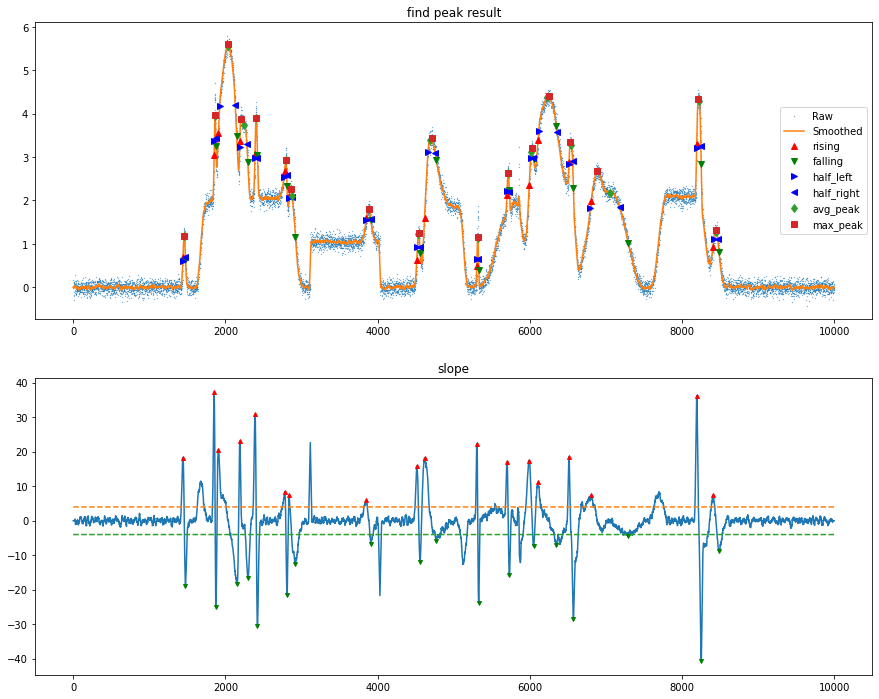 find peak result
6
5
4
3
2
1
0
Raw
Smoothed
rising
falling
half_left
half_right
avg_peak
max_peak
0 2000 4000 6000 8000 10000
slope
40
30
20
10
0
−10
−20
−30
−40
0 2000 4000 6000 8000 10000